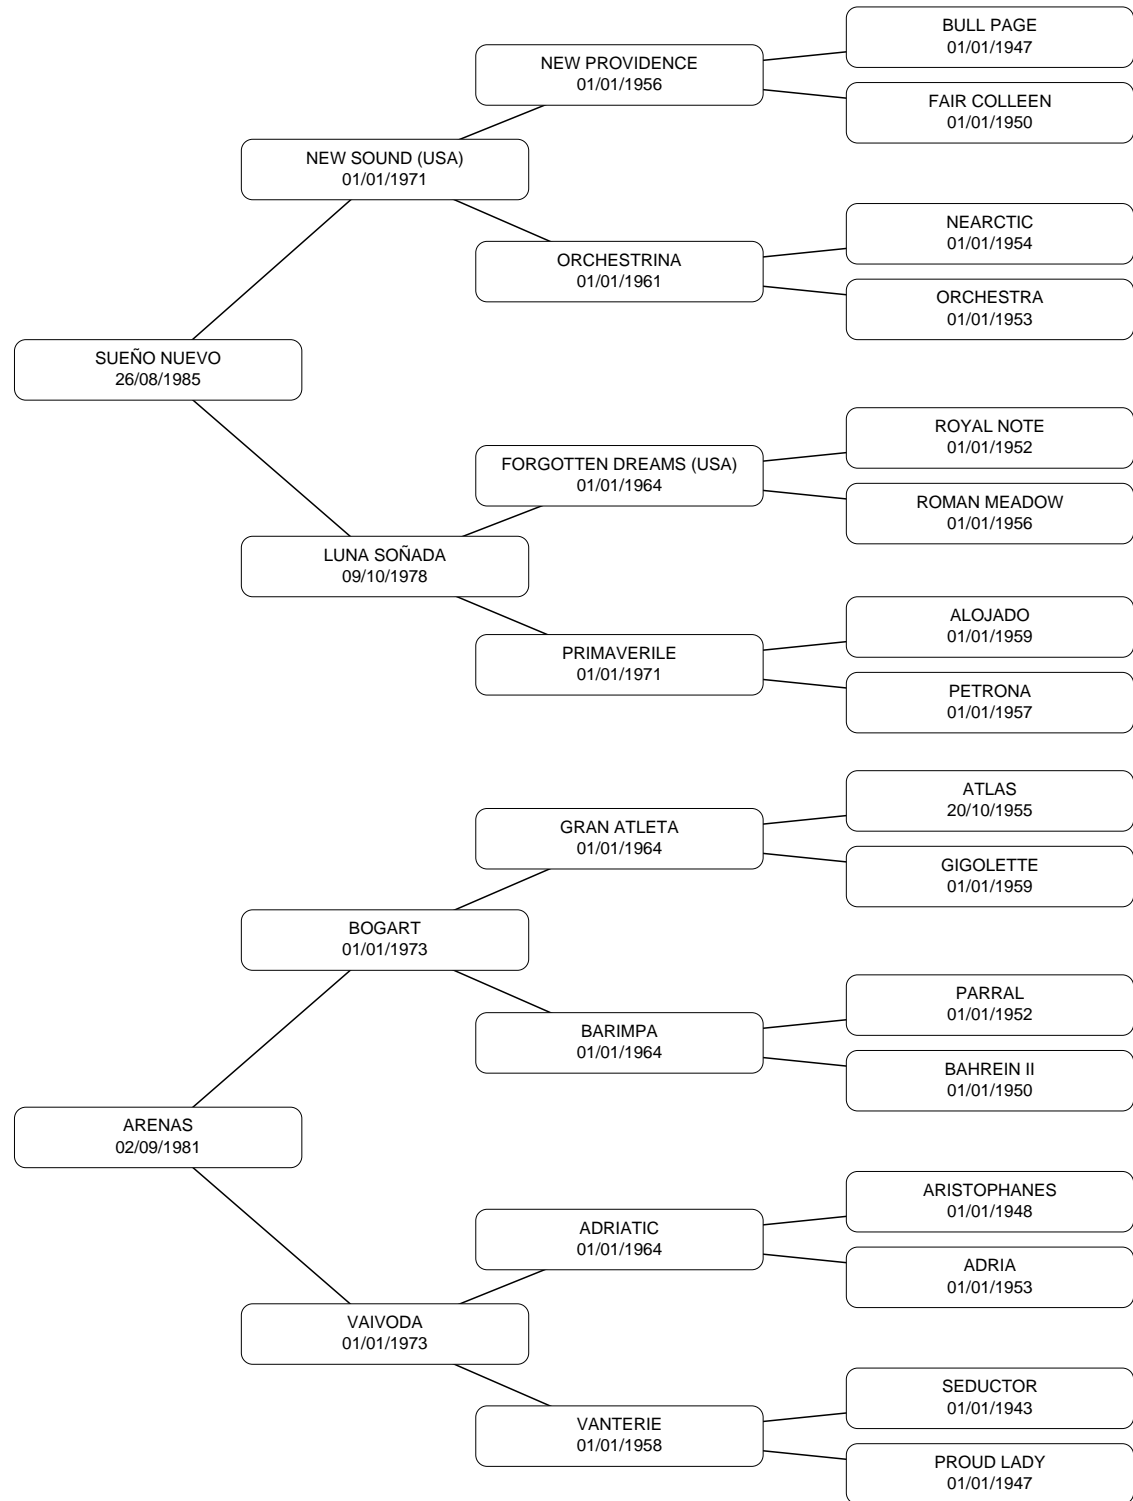 BULL PAGE
01/01/1947
NEW PROVIDENCE
01/01/1956
FAIR COLLEEN
01/01/1950
NEW SOUND (USA)
01/01/1971
NEARCTIC
01/01/1954
ORCHESTRINA
01/01/1961
ORCHESTRA
01/01/1953
SUEÑO NUEVO
26/08/1985
ROYAL NOTE
01/01/1952
FORGOTTEN DREAMS (USA)
01/01/1964
ROMAN MEADOW
01/01/1956
LUNA SOÑADA
09/10/1978
ALOJADO
01/01/1959
PRIMAVERILE
01/01/1971
PETRONA
01/01/1957
ATLAS
20/10/1955
GRAN ATLETA
01/01/1964
GIGOLETTE
01/01/1959
BOGART
01/01/1973
PARRAL
01/01/1952
BARIMPA
01/01/1964
BAHREIN II
01/01/1950
ARENAS
02/09/1981
ARISTOPHANES
01/01/1948
ADRIATIC
01/01/1964
ADRIA
01/01/1953
VAIVODA
01/01/1973
SEDUCTOR
01/01/1943
VANTERIE
01/01/1958
PROUD LADY
01/01/1947